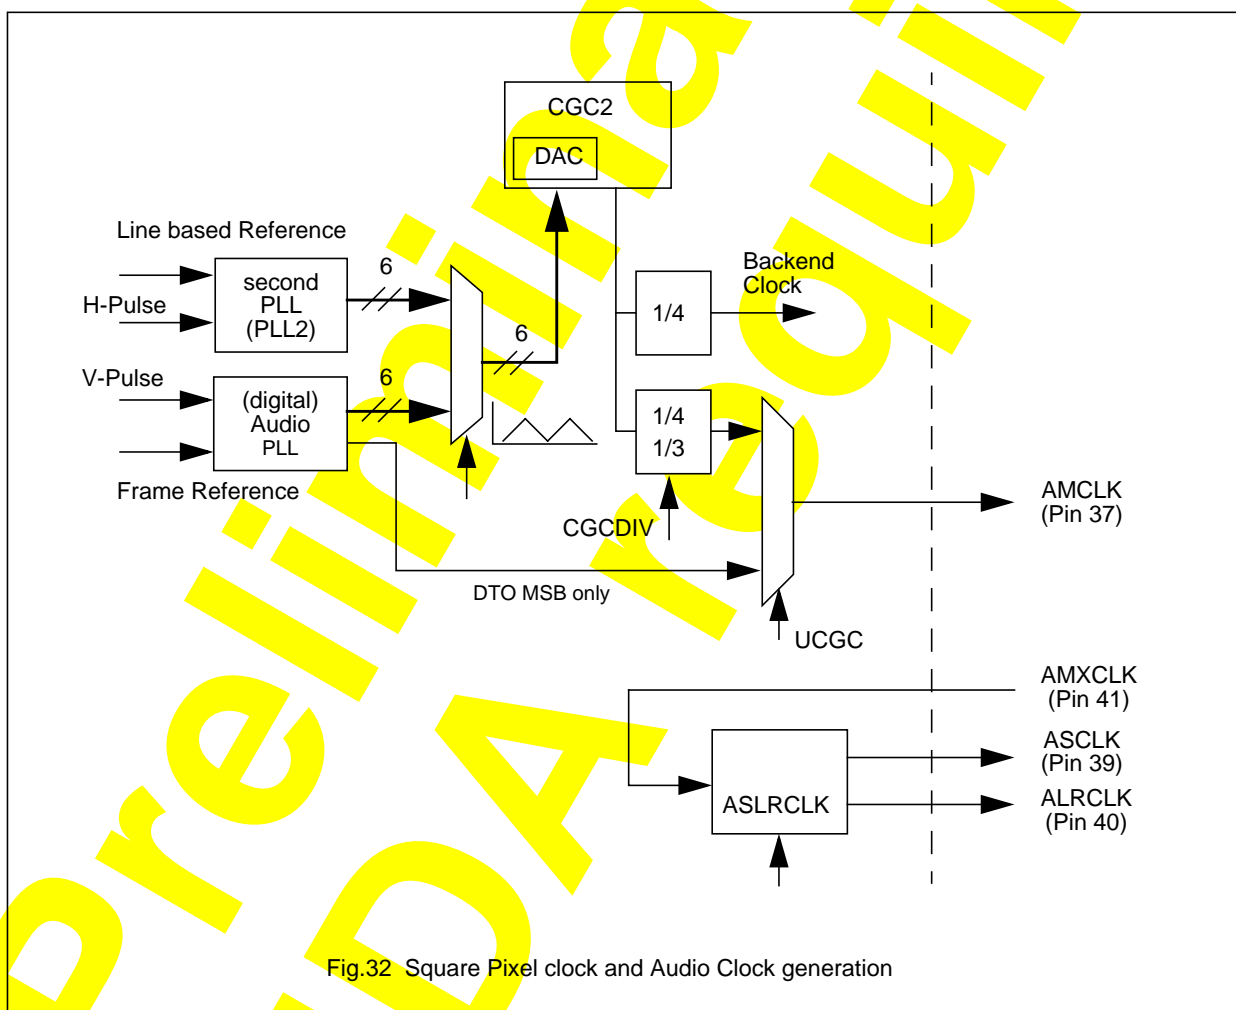 CGC2
DAC
Line based Reference
H-Pulse
second
PLL
(PLL2)
6
6
Backend
Clock
1/4
V-Pulse
(digital)
Audio
PLL
6
1/4
1/3
Frame Reference
CGCDIV
DTO MSB only
UCGC
AMCLK
(Pin 37)
AMXCLK
(Pin 41)
ASLRCLK
ASCLK
(Pin 39)
ALRCLK
(Pin 40)
Fig.32 Square Pixel clock and Audio Clock generation